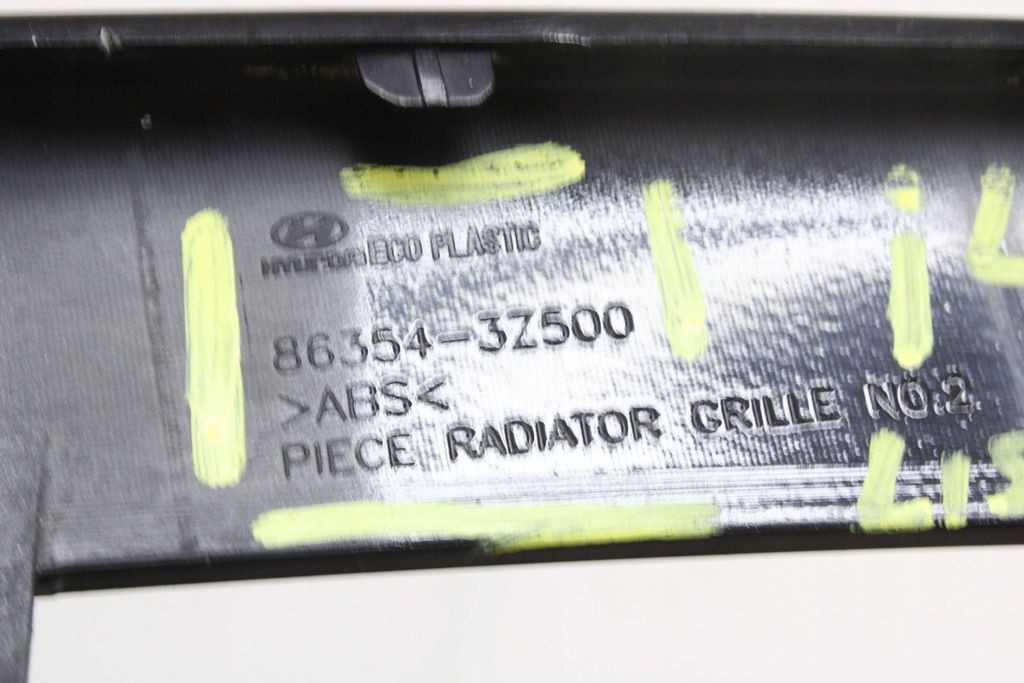 HYUNDAI ECO PLASTIC
86354-3Z500
>ABS<
PIECE RADIATOR GRILLE NO.2